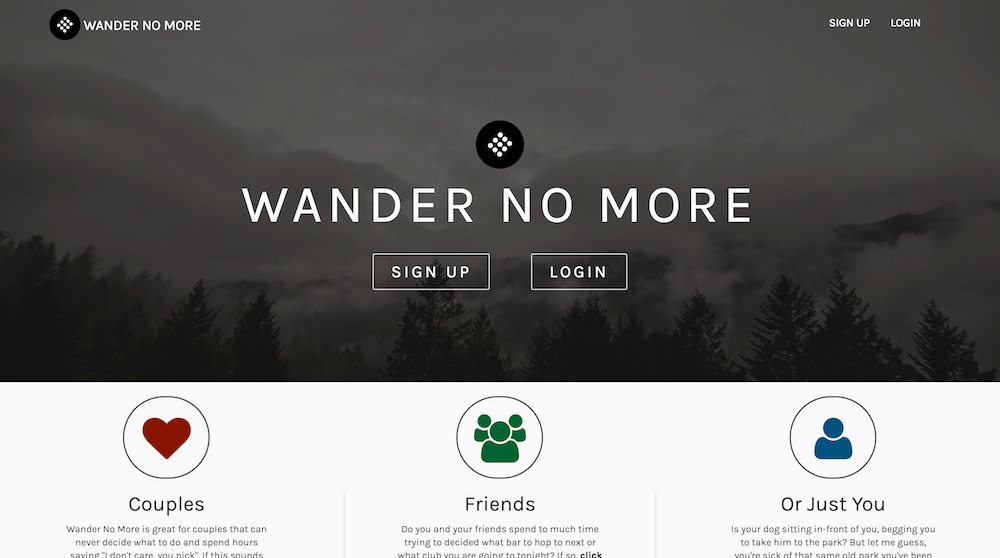 WANDER NO MORE
SIGN UP
LOGIN
WANDER NO MORE
SIGN UP
LOGIN
Couples
Wander No More is great for couples that can
never decide what to do and spend hours
saying "I don't care, you pick". If this sounds
Friends
Do you and your friends spend to much time
trying to decided what bar to hop to next or
what club you are going to tonight? If so, click
Or Just You
Is your dog sitting in-front of you, begging you
to take him to the park? But let me guess,
you're sick of that same old park you've been